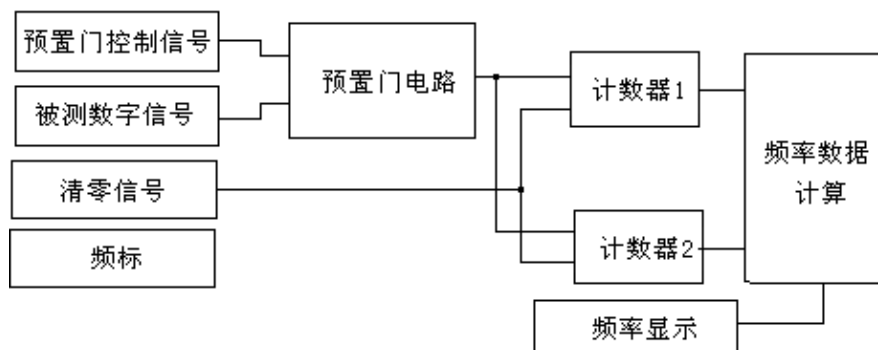 预置门控制信号
被测数字信号
清零信号
频标
预置门电路
计数器1
计数器2
频率数据
计算
频率显示